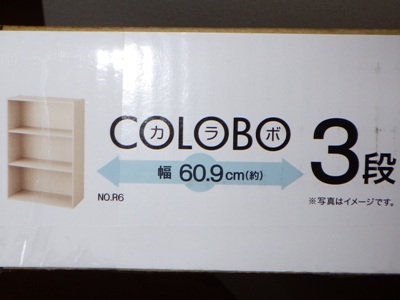 COLOBO
カラボ
幅 60.9cm(約)
3段
※写真はイメージです。
NO.R6